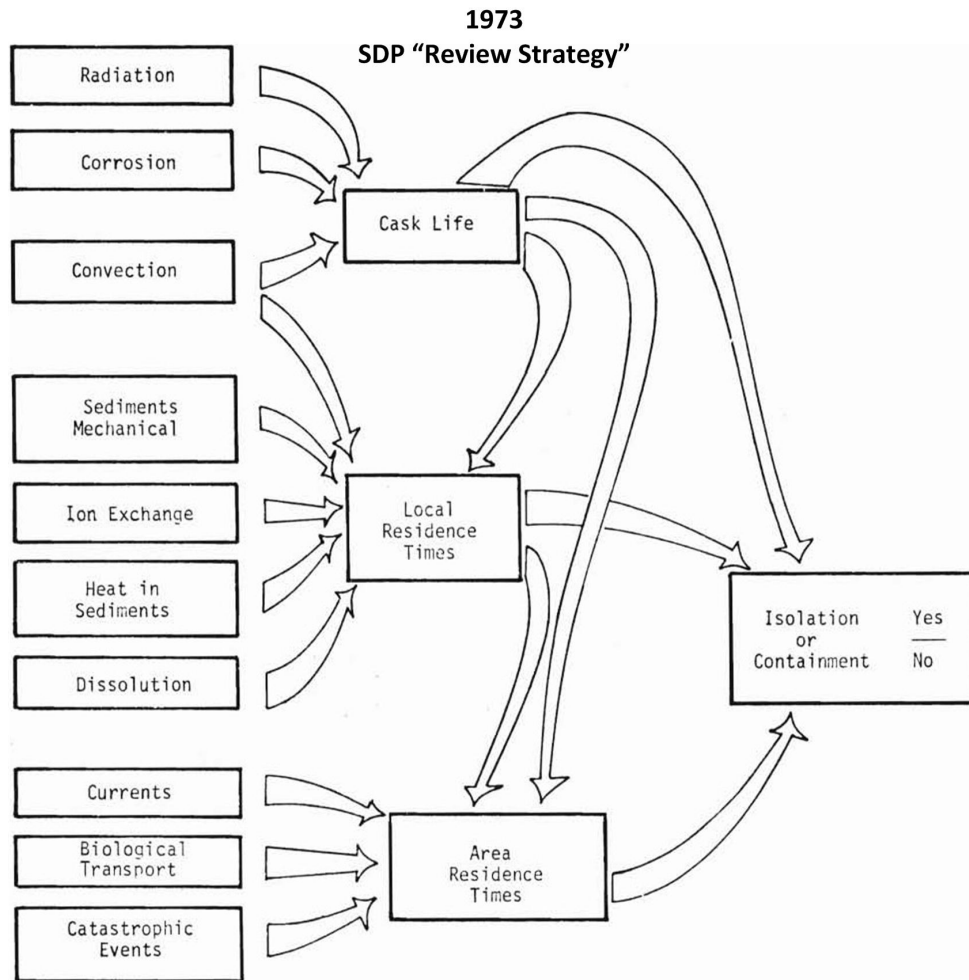 1973
SDP “Review Strategy”
Radiation
Corrosion
Convection
Sediments
Mechanical
Ion Exchange
Heat in
Sediments
Dissolution
Currents
Biological
Transport
Catastrophic
Events
Cask Life
Local
Residence
Times
Area
Residence
Times
Isolation
or
Containment
Yes
No